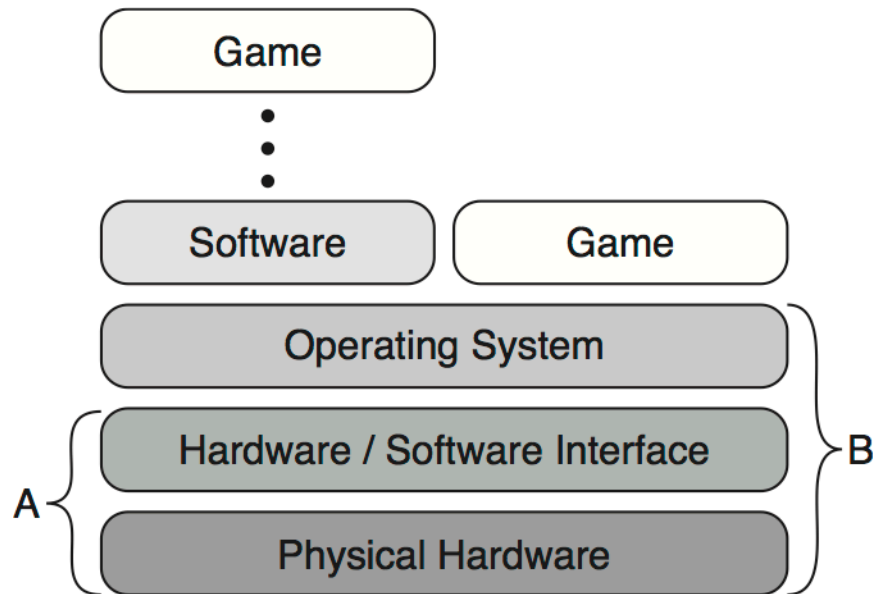 Game
Software
Game
Operating System
Hardware / Software Interface
A
B
Physical Hardware